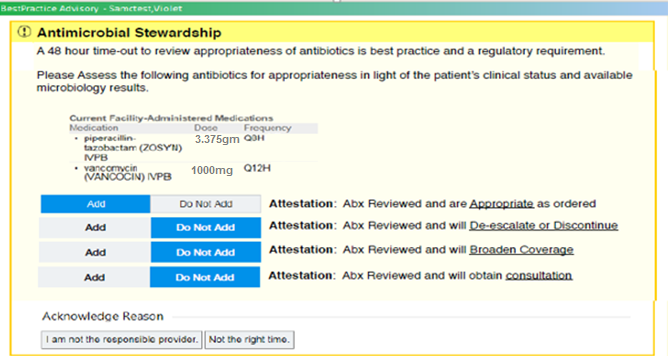 BestPractice Advisory - Samctest,Violet
Antimicrobial Stewardship
A 48 hour time-out to review appropriateness of antibiotics is best practice and a regulatory requirement.
Please Assess the following antibiotics for appropriateness in light of the patient's clinical status and available
microbiology results.
Current Facility-Administered Medications
Medication Dose Frequency
• piperacillin- 3.375gm Q8H
tazobactam (ZOSYN)
IVPB
• vancomycin 1000mg Q12H
(VANCOCIN) IVPB
Add Do Not Add Attestation: Abx Reviewed and are Appropriate as ordered
Add Do Not Add Attestation: Abx Reviewed and will De-escalate or Discontinue
Add Do Not Add Attestation: Abx Reviewed and will Broaden Coverage
Add Do Not Add Attestation: Abx Reviewed and will obtain consultation
Acknowledge Reason
I am not the responsible provider. Not the right time.